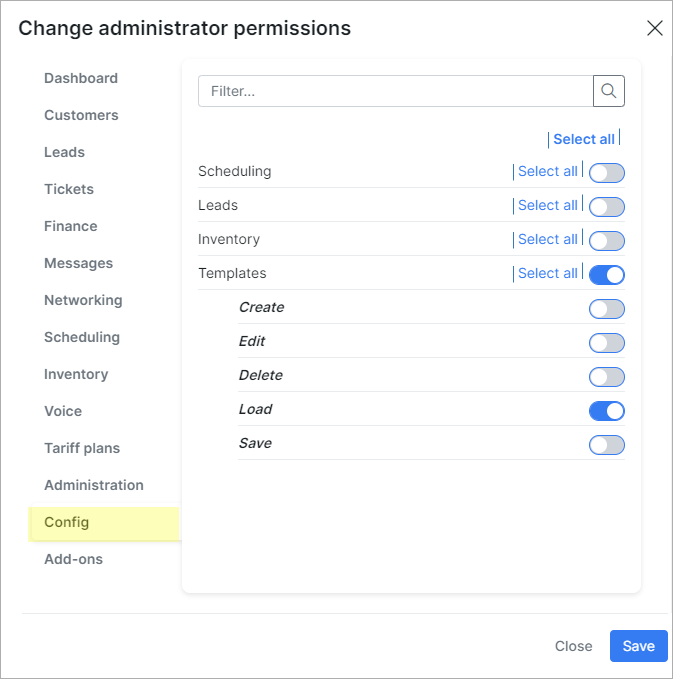 Change administrator permissions
Dashboard
Customers
Leads
Tickets
Finance
Messages
Networking
Scheduling
Inventory
Voice
Tariff plans
Administration
Config
Add-ons
Filter...
Select all
Scheduling Select all
Leads Select all
Inventory Select all
Templates Select all
Create
Edit
Delete
Load
Save
Close Save